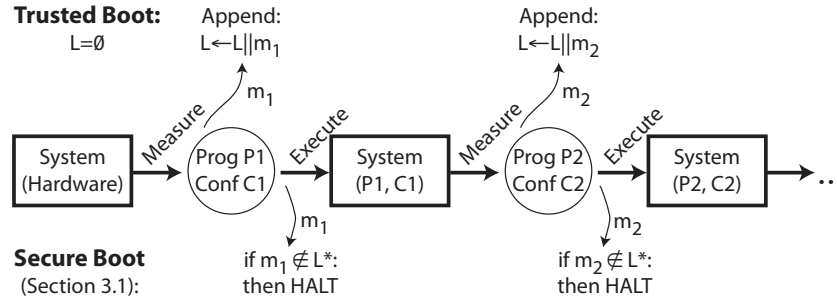 Trusted Boot:
L=∅
Append:
L←L||m₁
Append:
L←L||m₂
m₁
m₂
Measure
Execute
Measure
Execute
System
(Hardware)
Prog P1
Conf C1
System
(P1, C1)
Prog P2
Conf C2
System
(P2, C2)
..
m₁
m₂
Secure Boot
(Section 3.1):
if m₁ ∉ L*:
then HALT
if m₂ ∉ L*:
then HALT